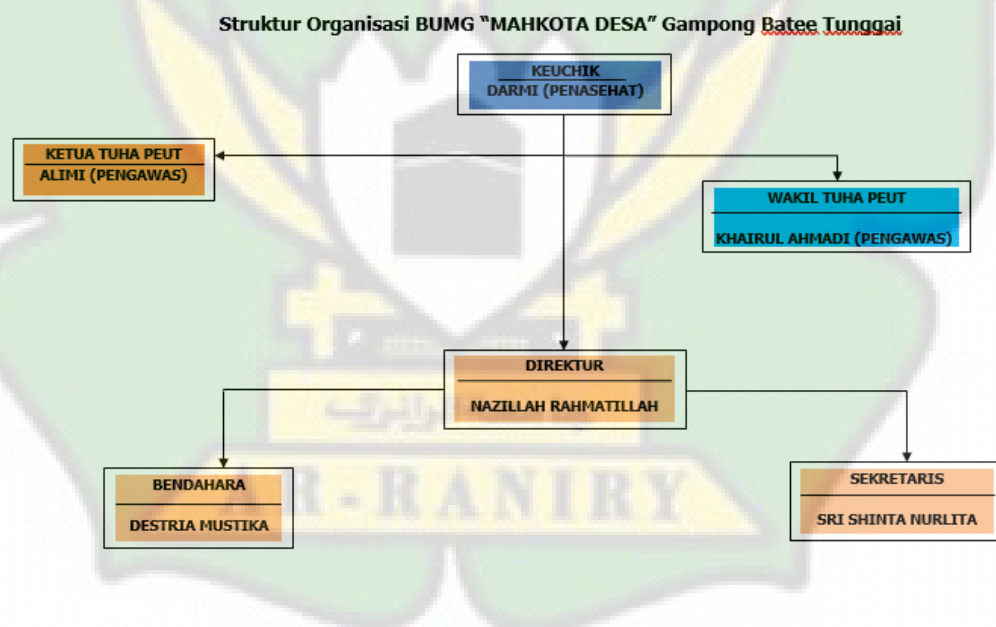 Struktur Organisasi BUMG “MAHKOTA DESA” Gampong Batee Tunggai
KEUCHIK
DARMI (PENASEHAT)
KETUA TUHA PEUT
ALIMI (PENGAWAS)
WAKIL TUHA PEUT
KHAIRUL AHMADI (PENGAWAS)
DIREKTUR
NAZILLAH RAHMATILLAH
BENDAHARA
DESTRIA MUSTIKA
SEKRETARIS
SRI SHINTA NURLITA
AR-RANIRY